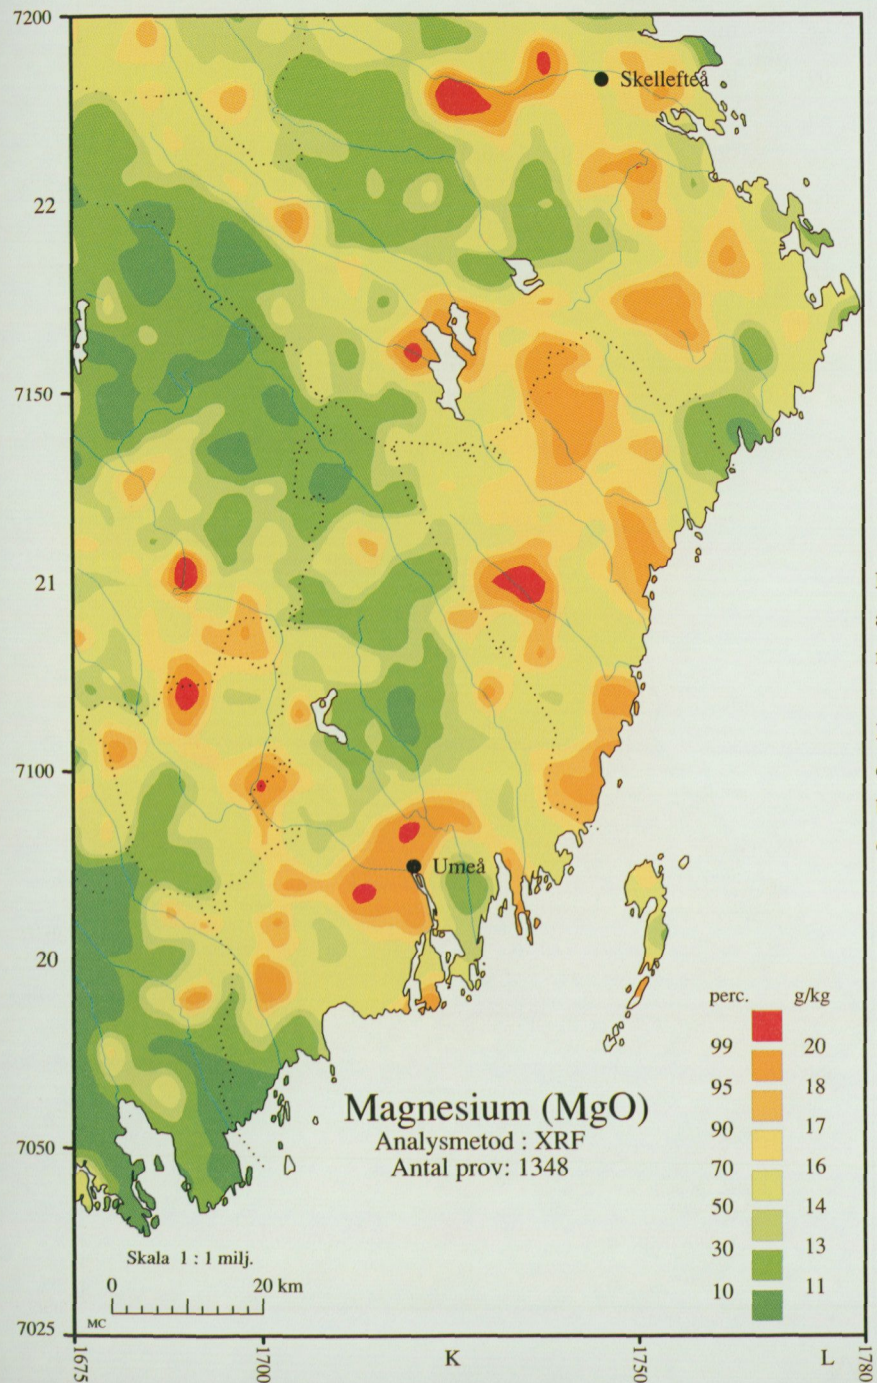 7200
Skellefteå
22
7150
21
7100
Umeå
20
perc. g/kg
99 20
95 18
90 17
70 16
50 14
30 13
10 11
Magnesium (MgO)
Analysmetod : XRF
Antal prov: 1348
7050
Skala 1 : 1 milj.
0 20 km
MC
7025
1675 1700 K 1750 L 1780